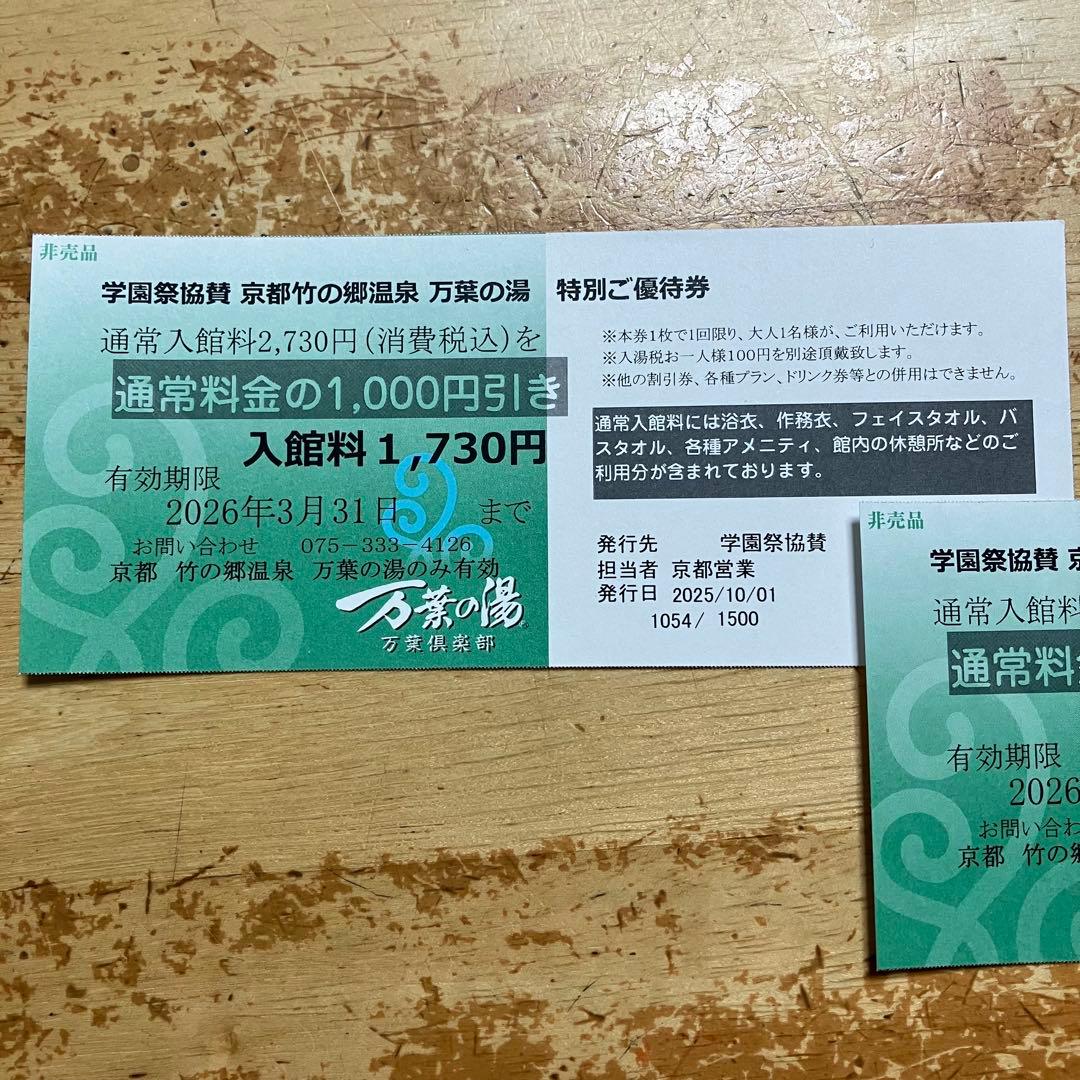 非売品
学園祭協賛 京都竹の郷温泉 万葉の湯 特別ご優待券
通常入館料2,730円(消費税込)を
通常料金の1,000円引き
入館料 1,730円
有効期限
2026年3月31日 まで
お問い合わせ 075-333-4126
京都 竹の郷温泉 万葉の湯のみ有効
万葉の湯
万葉倶楽部
※本券1枚で1回限り、大人1名様が、ご利用いただけます。
※入湯税お一人様100円を別途頂戴致します。
※他の割引券、各種プラン、ドリンク券等との併用はできません。
通常入館料には浴衣、作務衣、フェイスタオル、バ
スタオル、各種アメニティ、館内の休憩所などのご
利用分が含まれております。
発行先 学園祭協賛
担当者 京都営業
発行日 2025/10/01
1054/ 1500
非売品
学園祭協賛
通常入館料
通常料
有効期限
2026
お問い合わ
京都 竹の